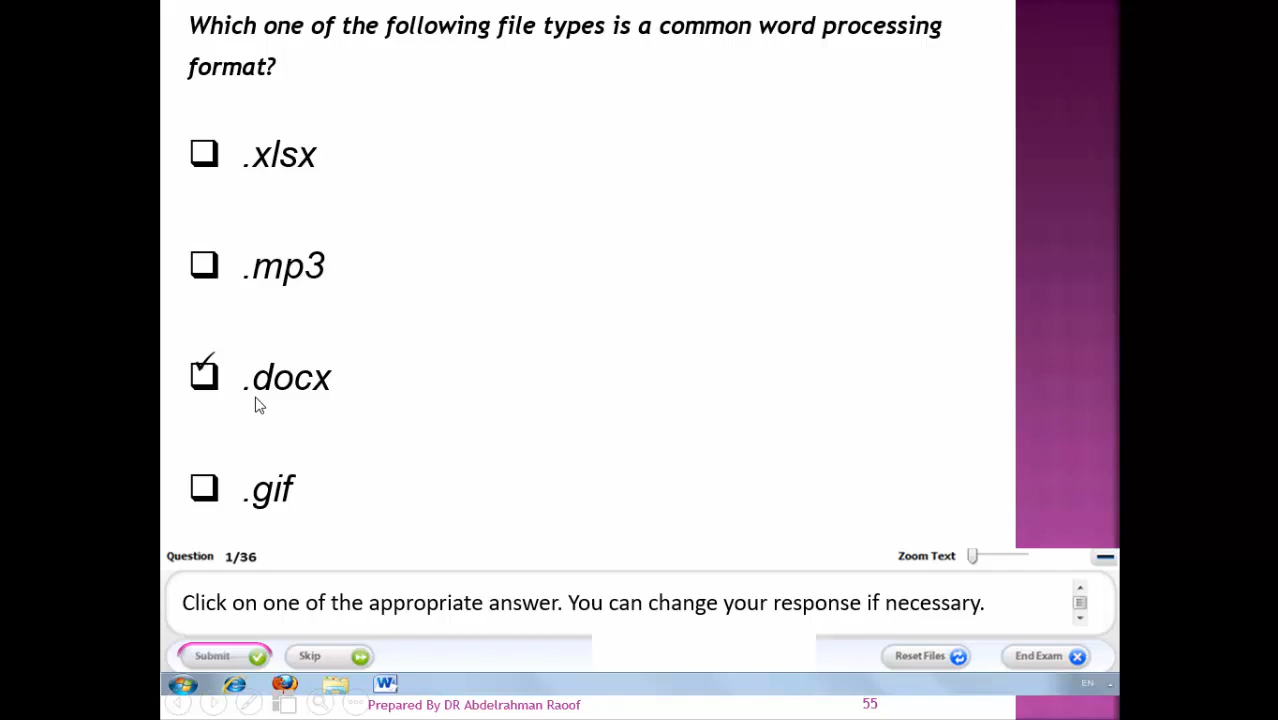 Which one of the following file types is a common word processing
format?
.xlsx
.mp3
.docx
.gif
Question 1/36
Zoom Text
Click on one of the appropriate answer. You can change your response if necessary.
Submit
Skip
Reset Files
End Exam
W
EN
Prepared By DR Abdelrahman Raoof
55